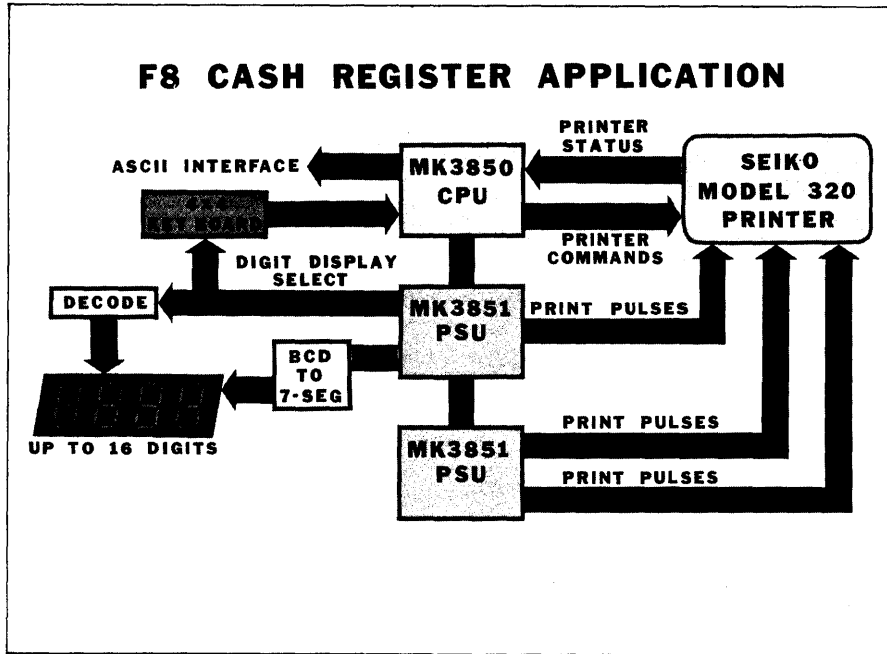 F8 CASH REGISTER APPLICATION
PRINTER
STATUS
ASCII INTERFACE
MK3850
CPU
SEIKO
MODEL 320
PRINTER
KEYBOARD
PRINTER
COMMANDS
DIGIT DISPLAY
SELECT
DECODE
MK3851
PSU
PRINT PULSES
BCD
TO
7-SEG
UP TO 16 DIGITS
MK3851
PSU
PRINT PULSES
PRINT PULSES